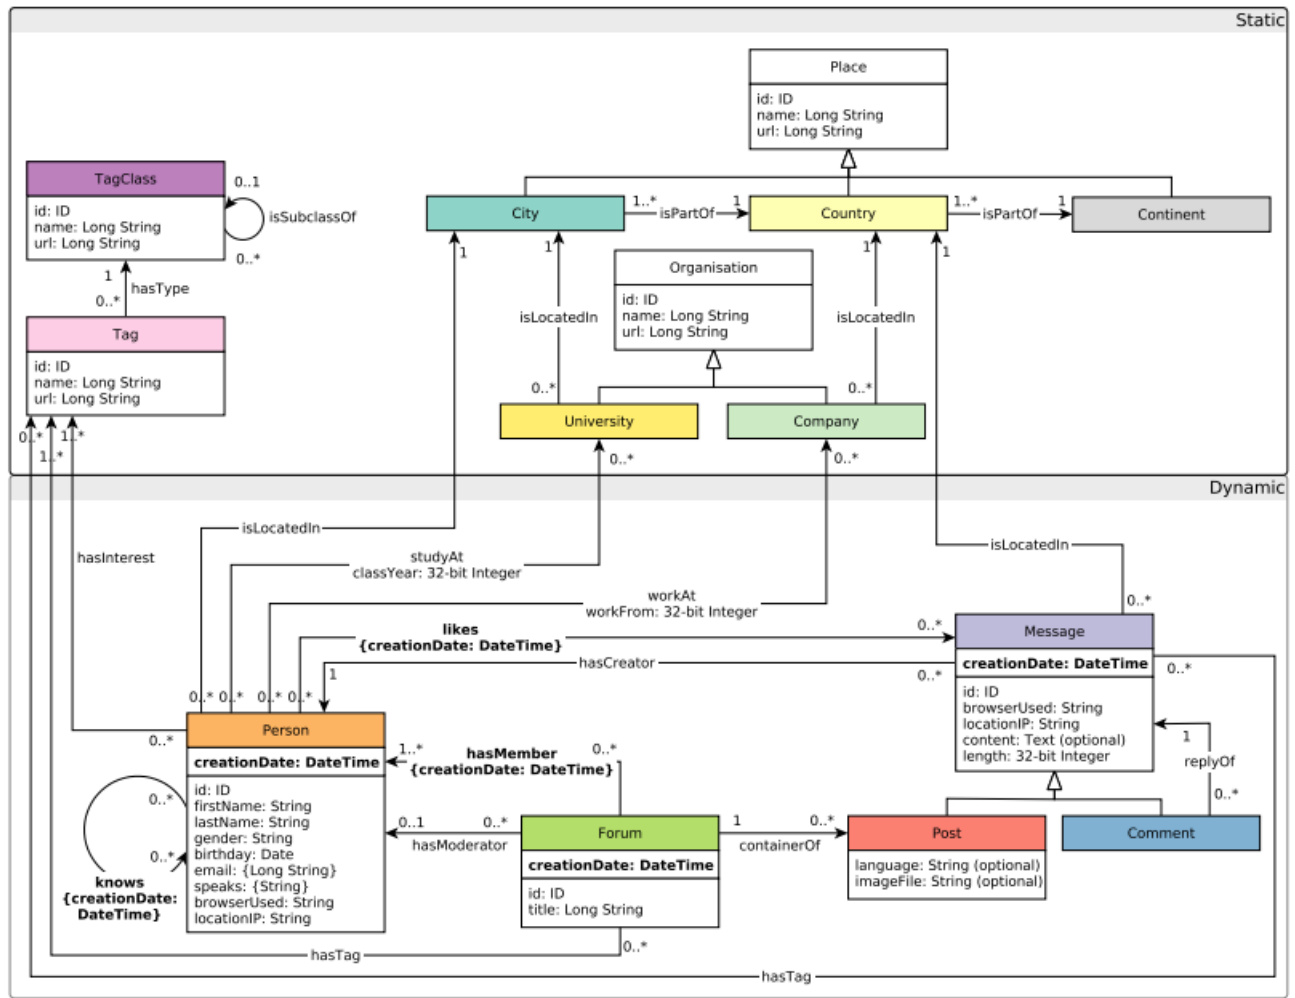 Static
Place
id: ID
name: Long String
url: Long String
TagClass
id: ID
name: Long String
url: Long String
0..1
isSubclassOf
0..*
City
1..*
isPartOf
1
Country
1..*
isPartOf
1
Continent
1
hasType
0..*
Tag
id: ID
name: Long String
url: Long String
Organisation
id: ID
name: Long String
url: Long String
1
1
1
1
isLocatedIn
isLocatedIn
0..*
0..*
University
Company
0..*
0..*
0..*
1..*
1..*
Dynamic
hasInterest
isLocatedIn
studyAt
classYear: 32-bit Integer
workAt
workFrom: 32-bit Integer
isLocatedIn
0..*
likes
{creationDate: DateTime}
0..*
hasCreator
1
0..*
0..*
0..*
0..*
0..*
0..*
Message
creationDate: DateTime
id: ID
browserUsed: String
locationIP: String
content: Text (optional)
length: 32-bit Integer
0..*
1
replyOf
0..*
Person
creationDate: DateTime
id: ID
firstName: String
lastName: String
gender: String
birthday: Date
email: {Long String}
speaks: {String}
browserUsed: String
locationIP: String
0..*
0..*
knows
{creationDate:
DateTime}
1..*
hasMember
{creationDate: DateTime}
0..*
0..1
hasModerator
0..*
Forum
creationDate: DateTime
id: ID
title: Long String
1
containerOf
0..*
Post
language: String (optional)
imageFile: String (optional)
Comment
0..*
hasTag
hasTag